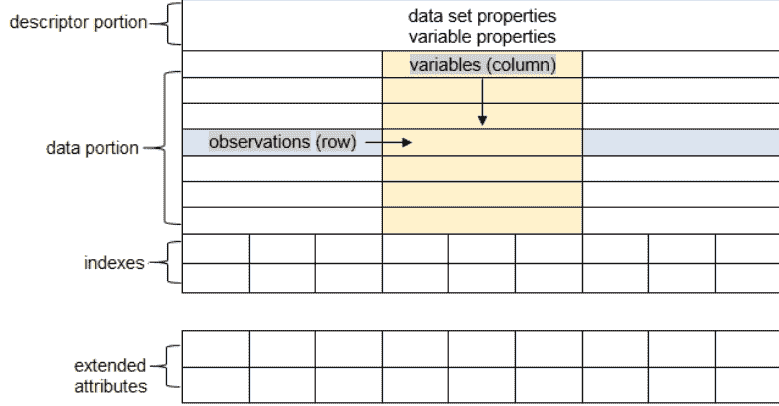 descriptor portion
data set properties
variable properties
variables (column)
observations (row)
data portion
indexes
extended
attributes